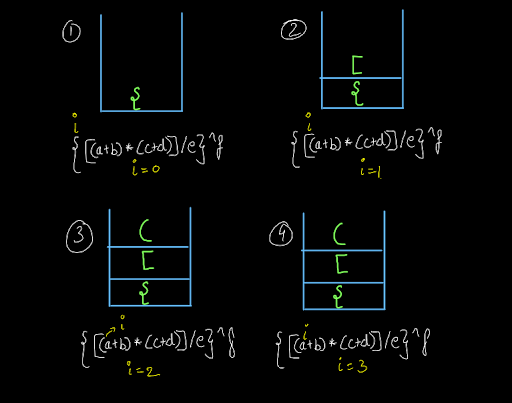 ① ②
{ [
{
i i
{[(a+b)*(c+d)]/e}^f {[(a+b)*(c+d)]/e}^f
i=0 i=1
③ ④
( (
[ [
{ {
i i
{[(a+b)*(c+d)]/e}^f {[(a+b)*(c+d)]/e}^f
i=2 i=3